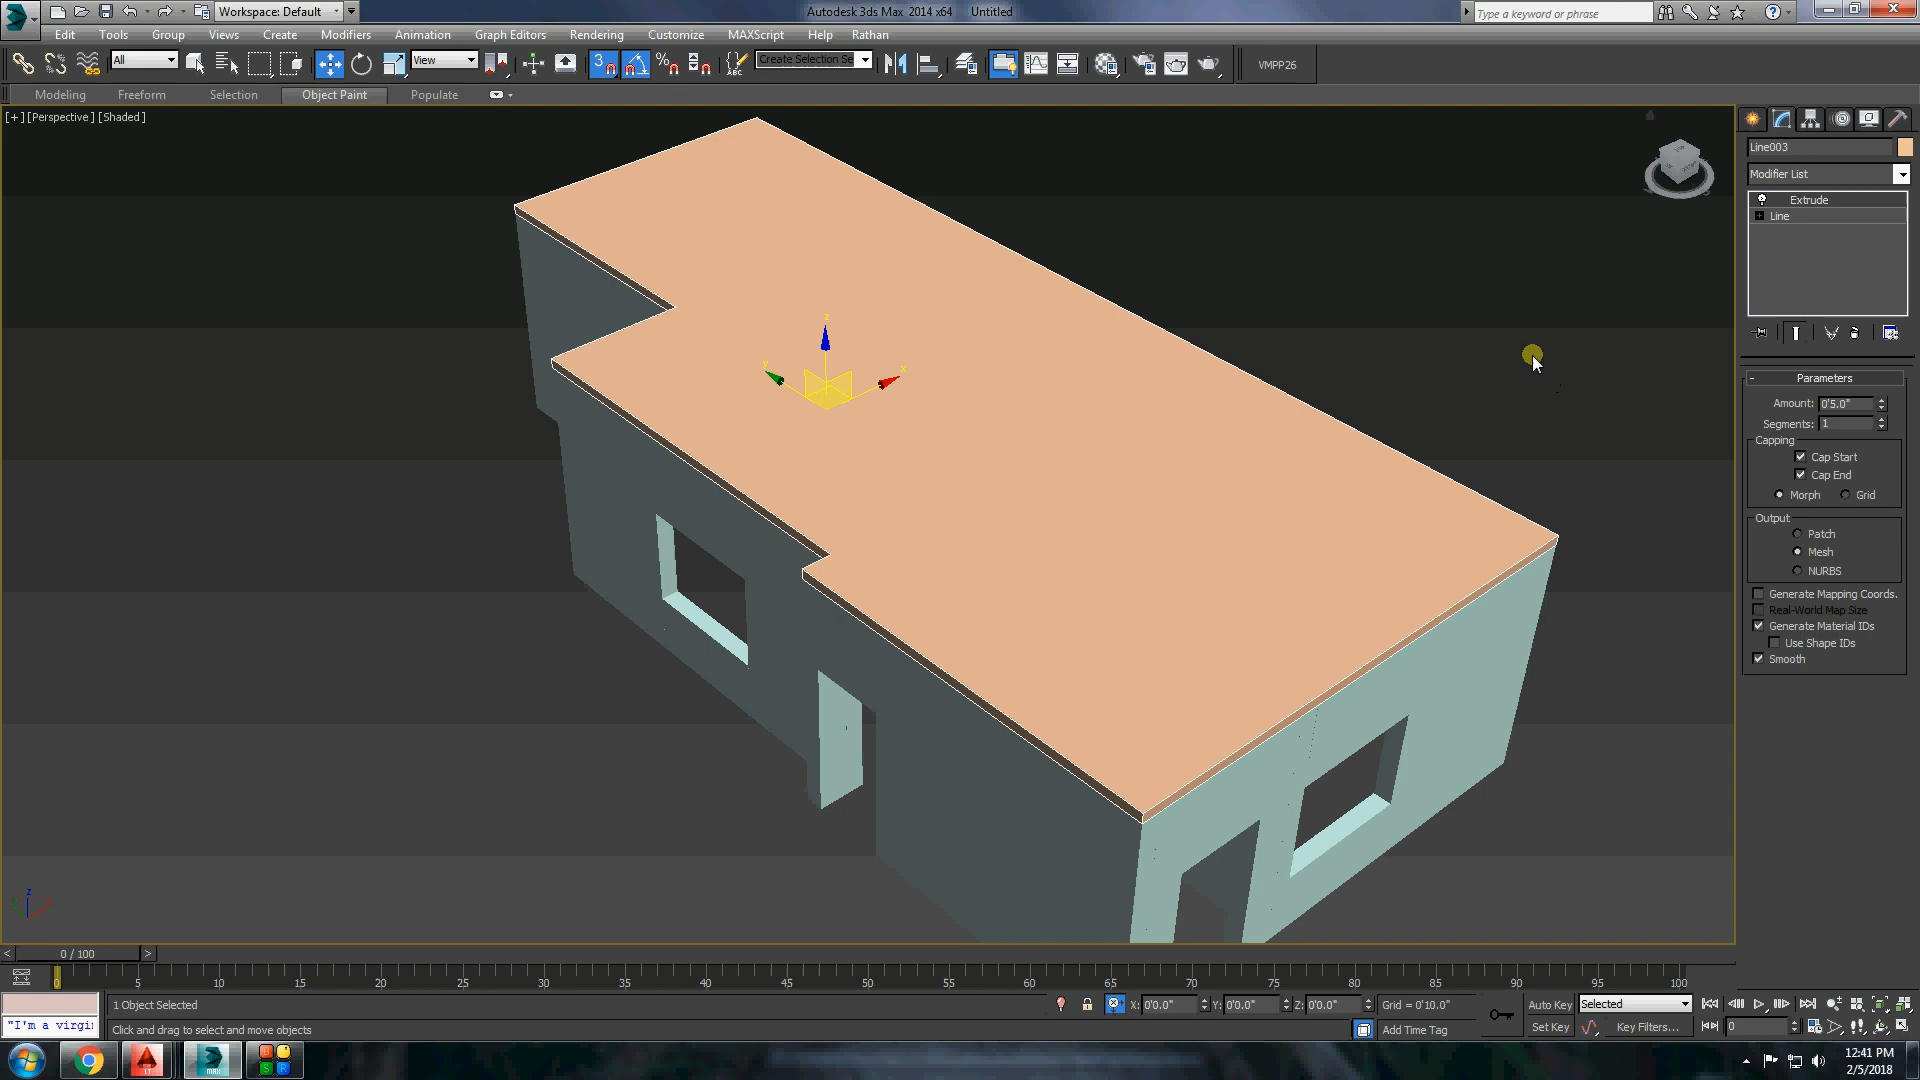 Workspace: Default
Autodesk 3ds Max 2014 x64 Untitled
Type a keyword or phrase
Edit Tools Group Views Create Modifiers Animation Graph Editors Rendering Customize MAXScript Help Rathan
All
View
3
ABC
Create Selection Se
VMPP26
Modeling Freeform Selection Object Paint Populate
[+] [Perspective] [Shaded]
Line003
Modifier List
Extrude
Line
z
y
x
Parameters
Amount: 0'5.0"
Segments: 1
Capping
Cap Start
Cap End
Morph Grid
Output
Patch
Mesh
NURBS
Generate Mapping Coords.
Real-World Map Size
Generate Material IDs
Use Shape IDs
Smooth
z
0 / 100
0 5 10 15 20 25 30 35 40 45 50 55 60 65 70 75 80 85 90 95 100
1 Object Selected
X: 0'0.0" Y: 0'0.0" Z: 0'0.0" Grid = 0'10.0"
Auto Key Selected
"I'm a virgi
Click and drag to select and move objects
Add Time Tag
Set Key Key Filters...
0
MAX
12:41 PM
2/5/2018